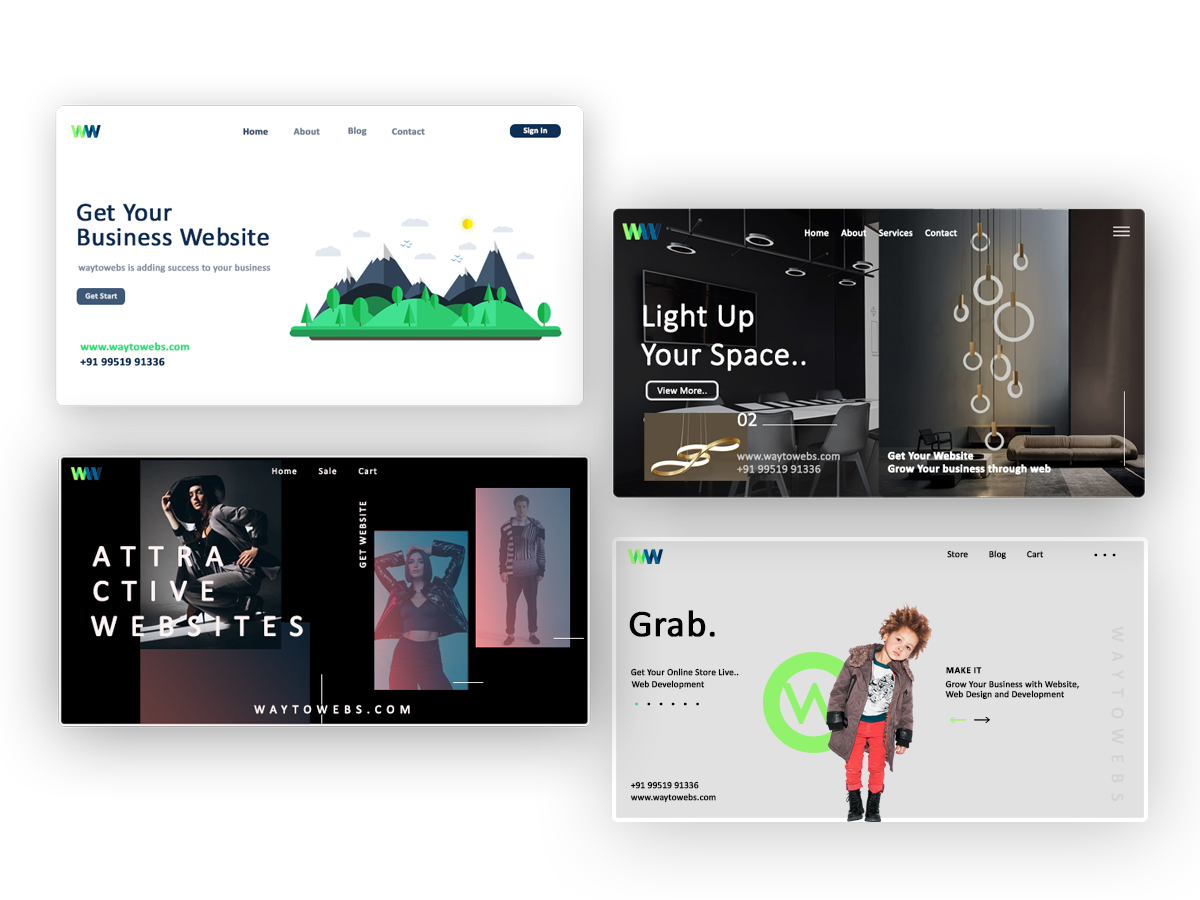 WW
Home About Blog Contact
Sign In
Get Your
Business Website
waytowebs is adding success to your business
Get Start
www.waytowebs.com
+91 99519 91336
WW
Home About Services Contact
Light Up
Your Space..
View More..
02
www.waytowebs.com
+91 99519 91336
Get Your Website
Grow Your business through web
WW
Home Sale Cart
GET WEBSITE
ATTRA
CTIVE
WEBSITES
WAYTOWEBS.COM
WW
Store Blog Cart
Grab.
Get Your Online Store Live..
Web Development
W
MAKE IT
Grow Your Business with Website,
Web Design and Development
WAYTOWEBS
+91 99519 91336
www.waytowebs.com